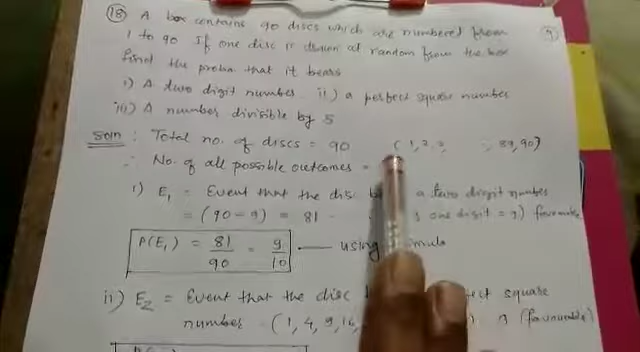 18) A box contains 90 discs which are numbered from
1 to 90 If one disc is drawn at random from the box
find the proba. that it bears
i) A two digit number ii) a perfect square number
iii) A number divisible by 5
Soln: Total no. of discs = 90 (1,2,3 ., 89,90)
∴ No. of all possible outcomes =
i) E₁ = Event that the disc a two digit number
= (90-9) = 81 one digit = 9) favourable
P(E₁) = 81/90 = 9/10 — using
ii) E₂ = Event that the disc square
number = (1, 4, 9, 16, (favourable)